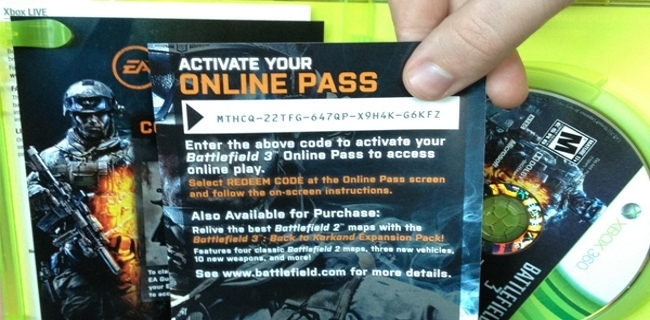 Xbox LIVE
EA
ACTIVATE YOUR
ONLINE PASS
MTHCQ-22TFG-647QP-X9H4K-G6KFZ
Enter the above code to activate your
Battlefield 3™ Online Pass to access
online play.
Select REDEEM CODE at the Online Pass screen
and follow the on-screen instructions.
Also Available for Purchase:
Relive the best Battlefield 2™ maps with the
Battlefield 3™: Back to Karkand Expansion Pack!
Features four classic Battlefield 2 maps, three new vehicles,
10 new weapons, and more!
See www.battlefield.com for more details.
M
XBOX 360
BATTLEFIELD
3